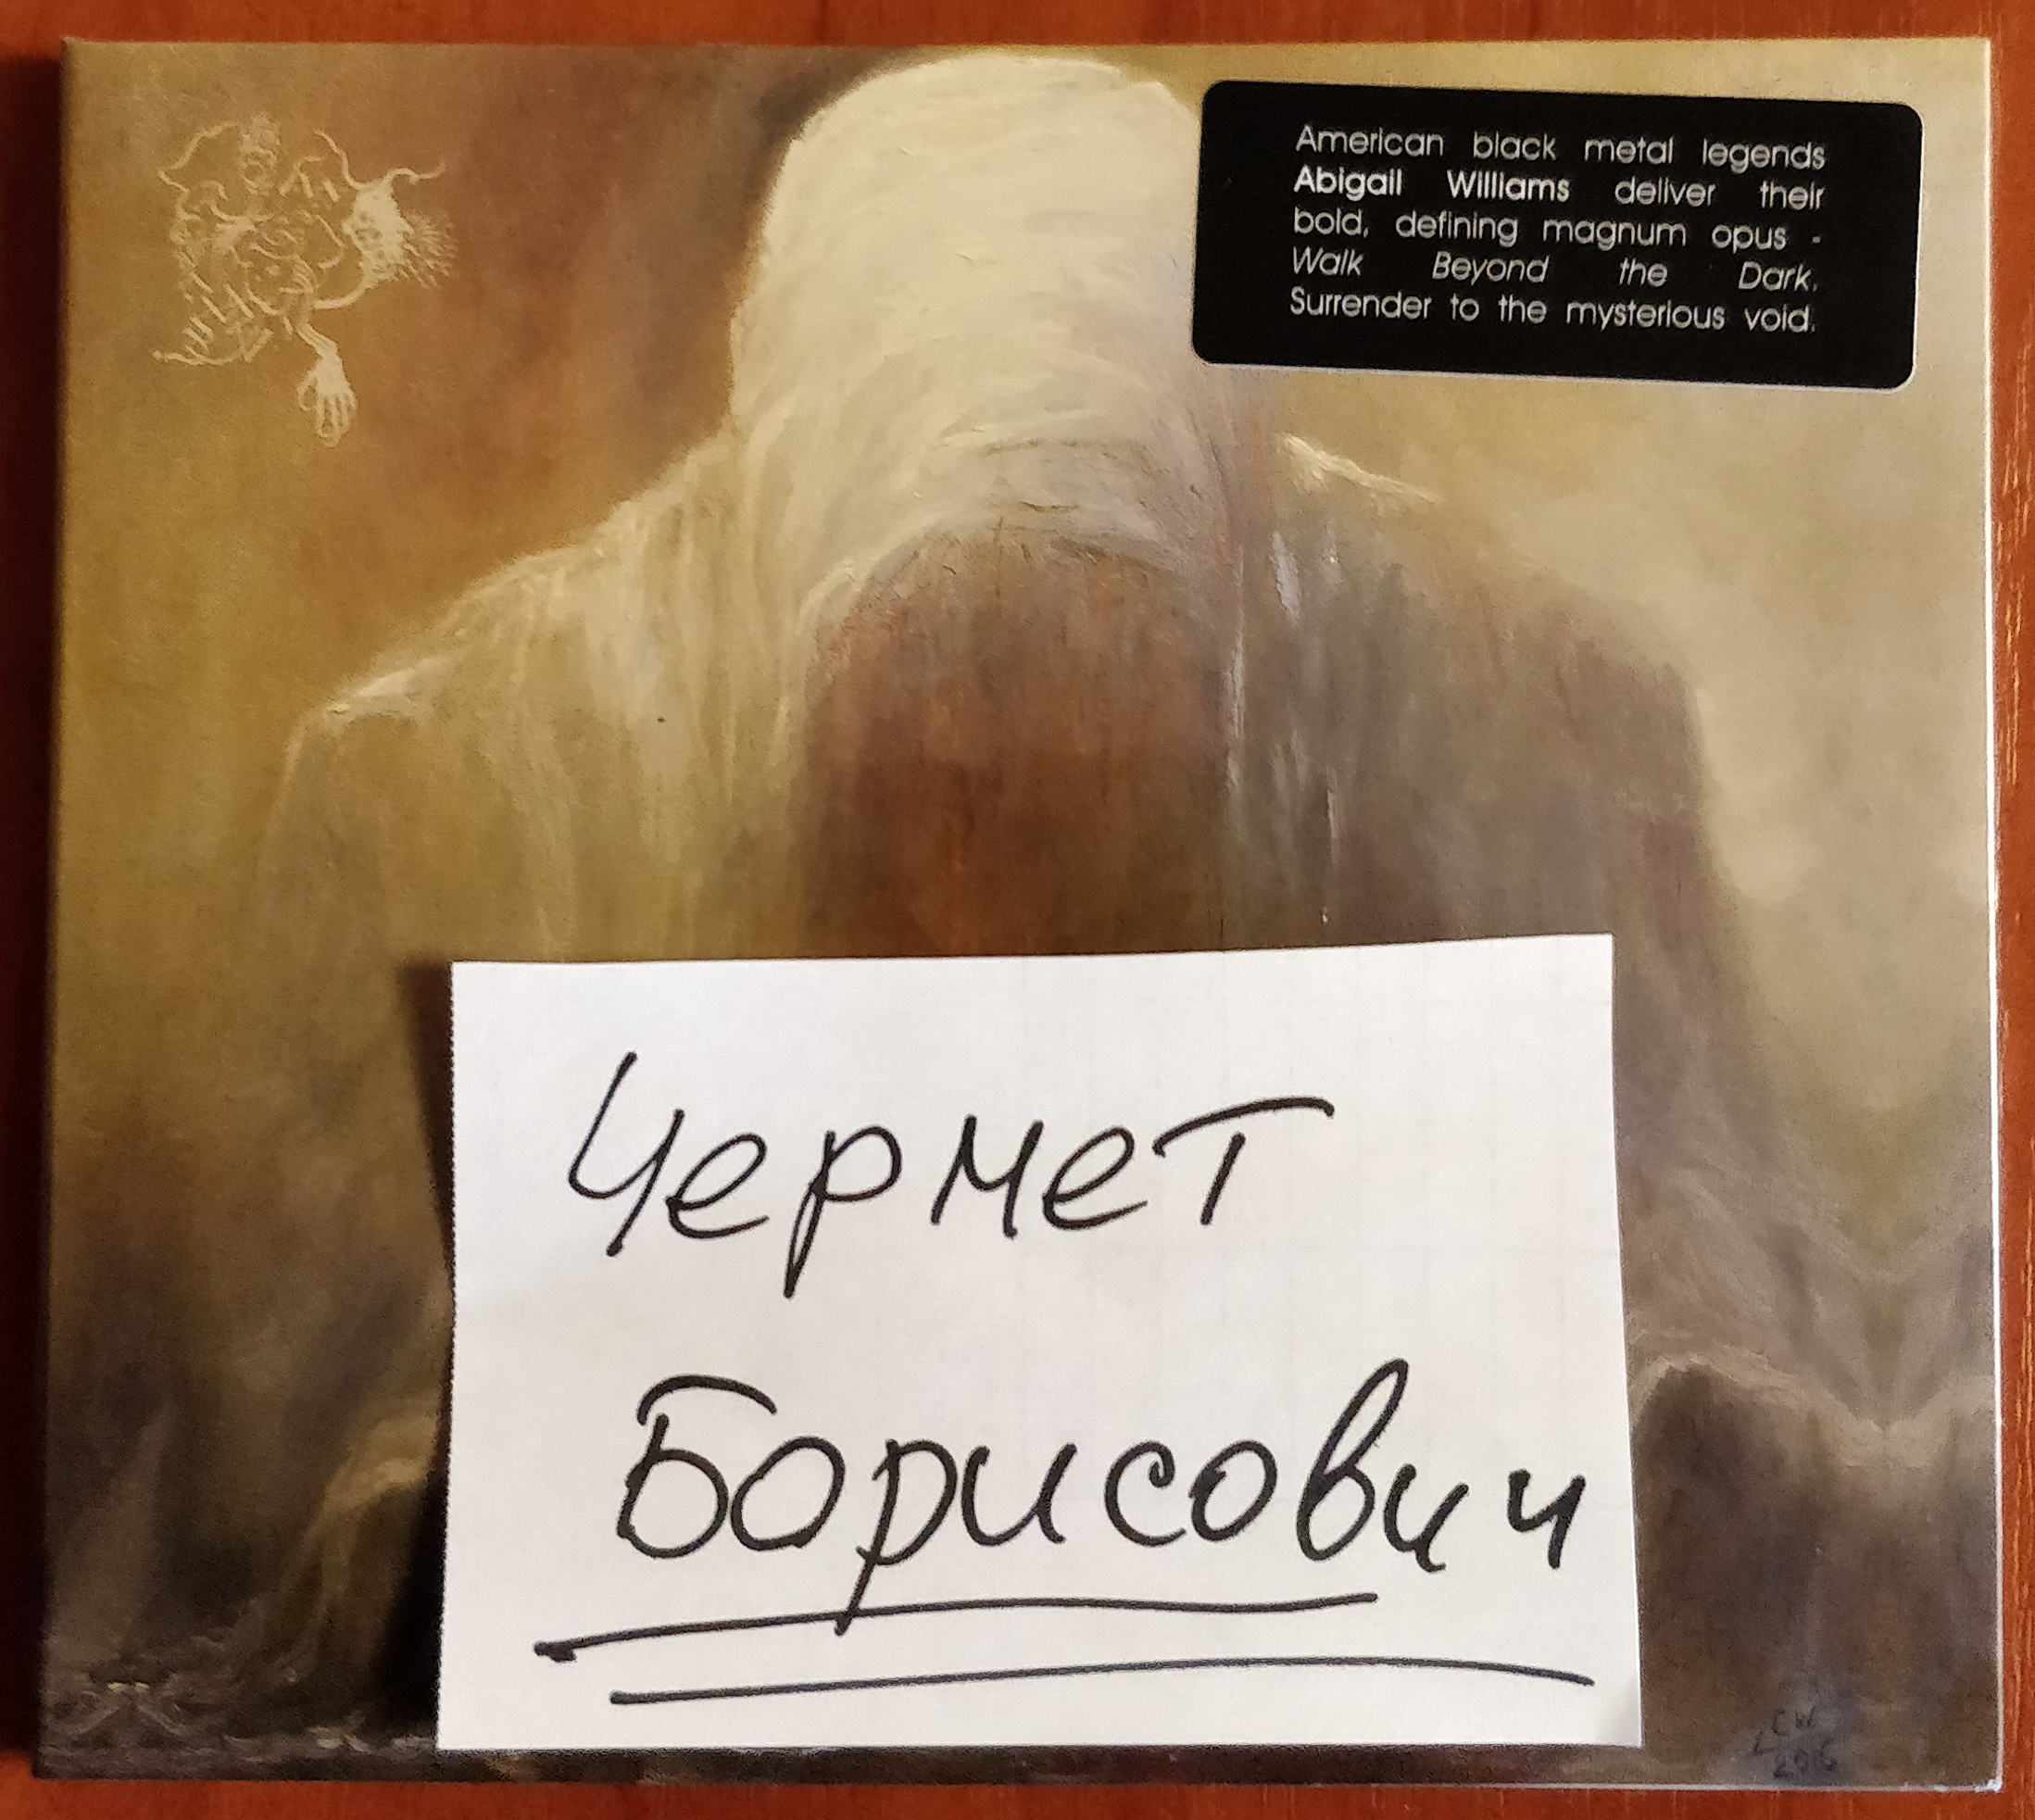 American black metal legends
Abigail Williams deliver their
bold, defining magnum opus -
Walk Beyond the Dark.
Surrender to the mysterious void.
Чермет
Борисович